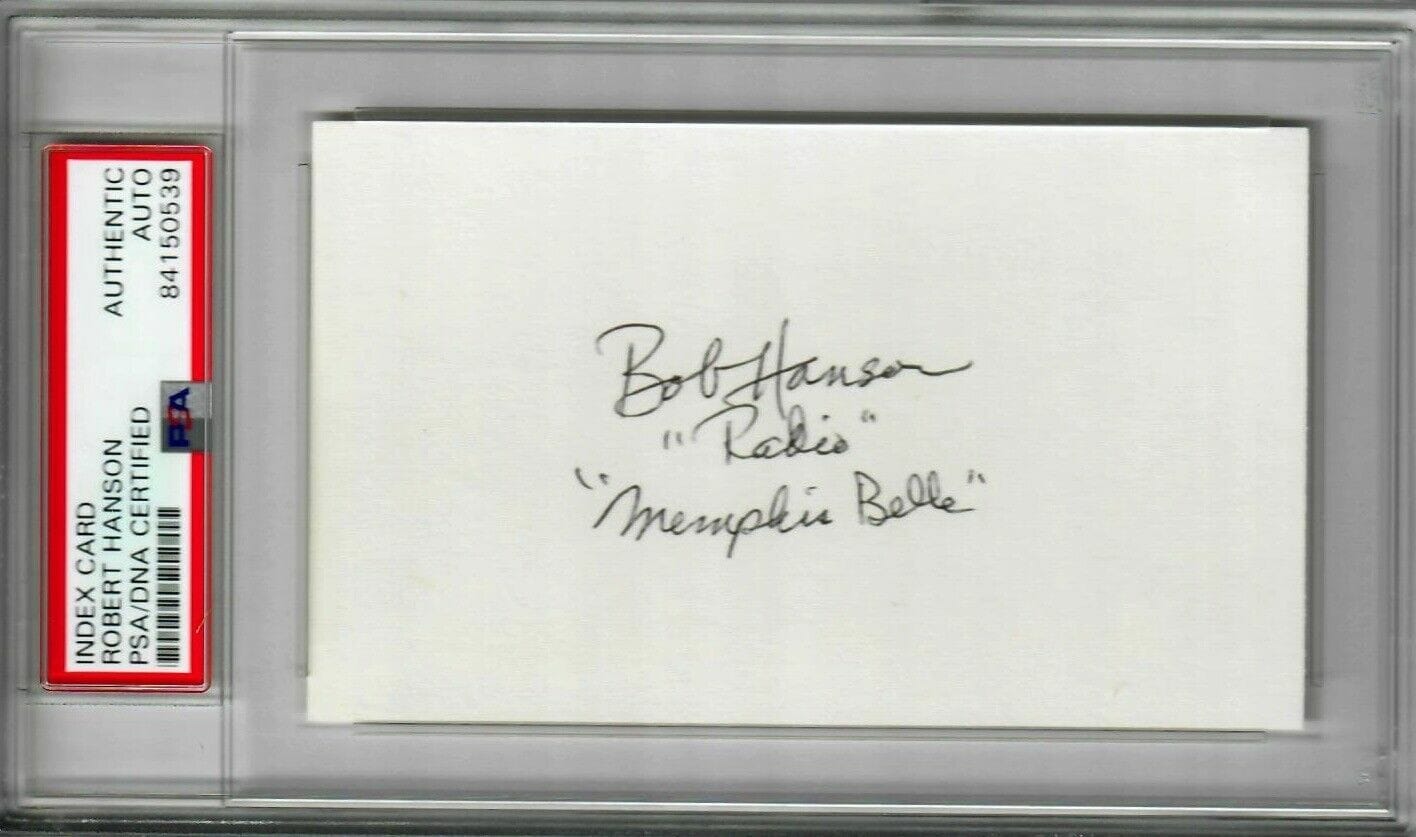 INDEX CARD
ROBERT HANSON
PSA/DNA CERTIFIED
AUTHENTIC
AUTO
84150539
PSA
Bob Hanson
"Radio"
"Memphis Belle"